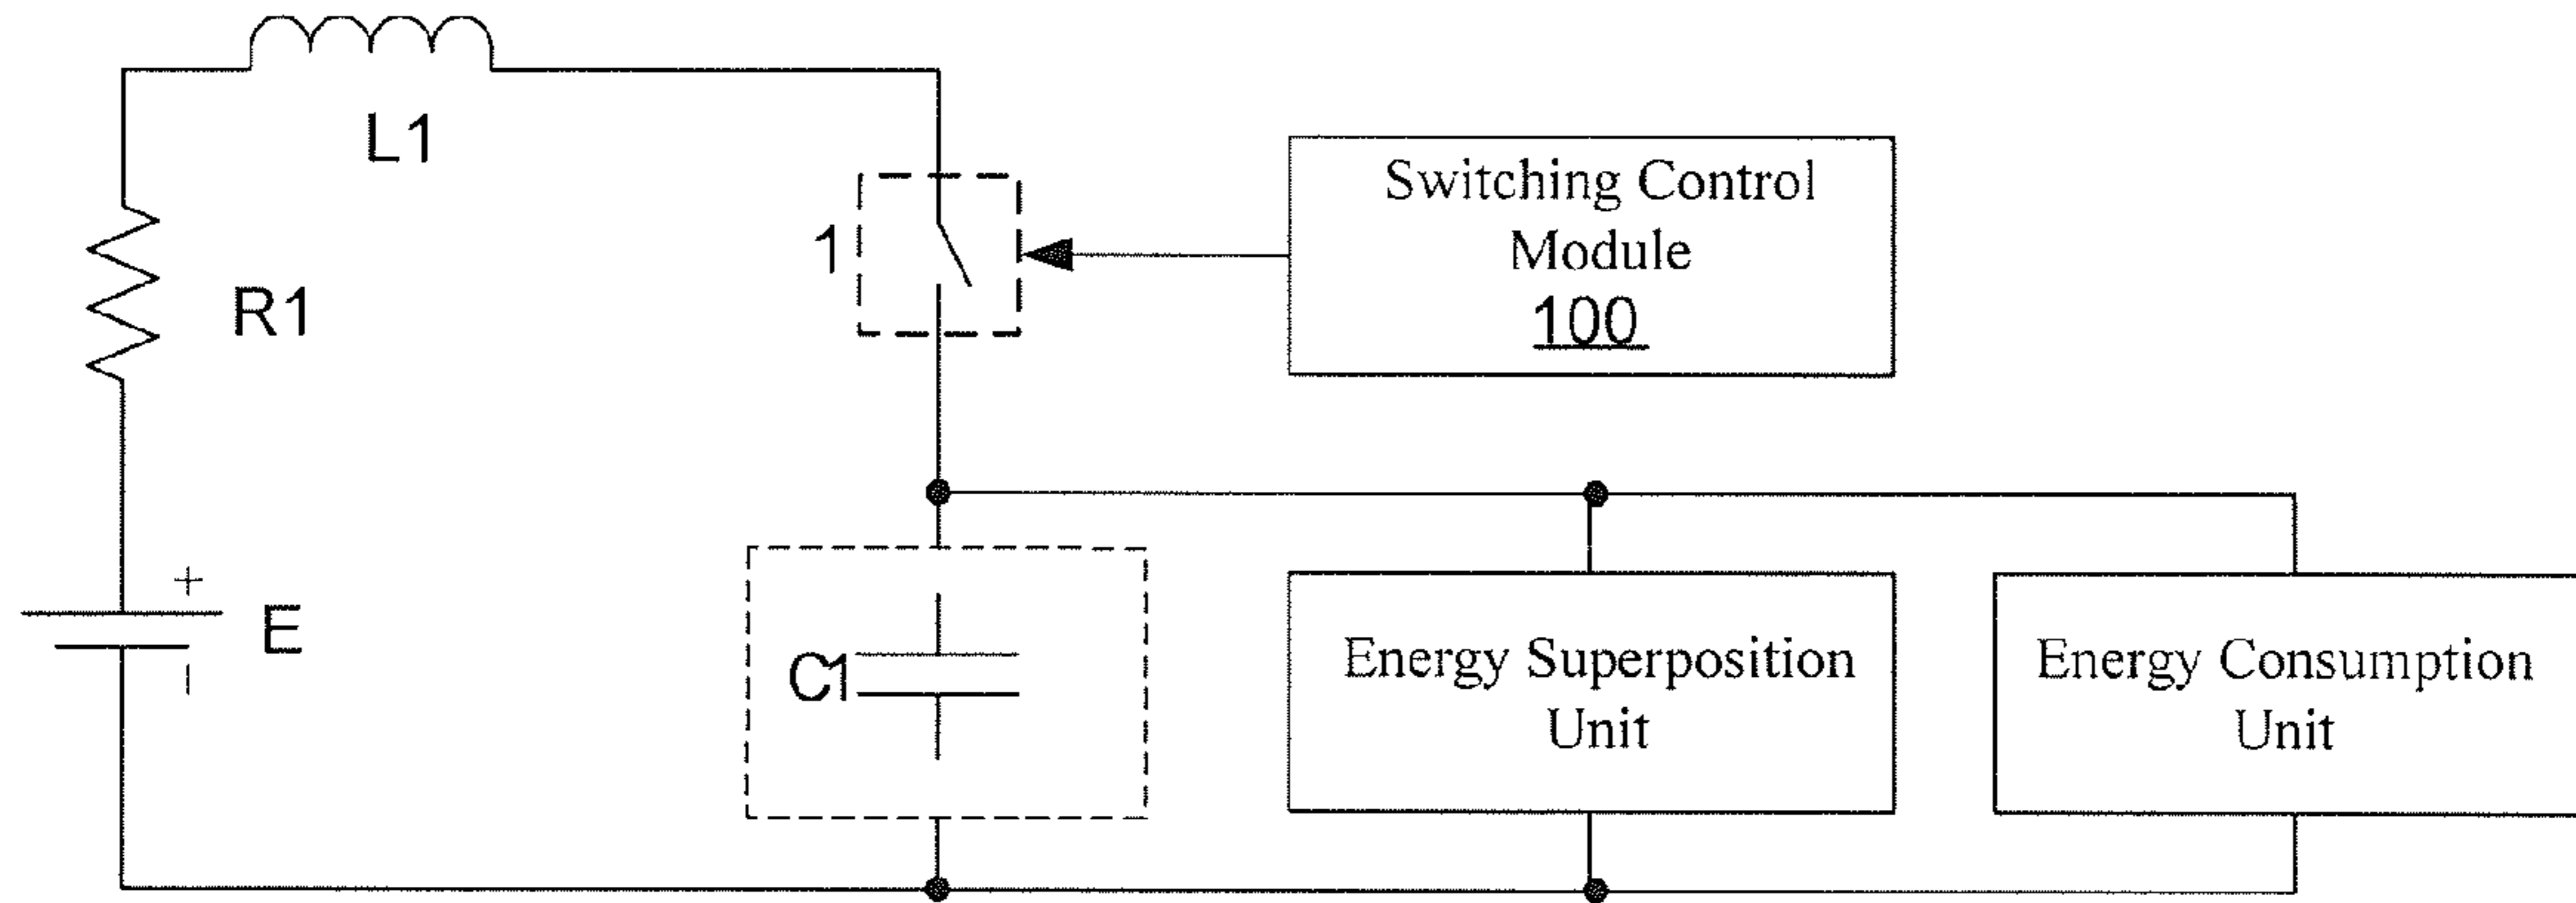 L1
Switching Control
Module
100
1
R1
+
E
-
C1
Energy Superposition
Unit
Energy Consumption
Unit